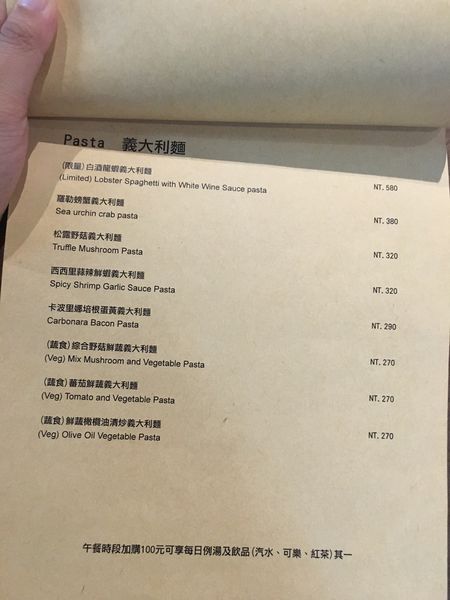 Pasta 義大利麵
(限量)白酒龍蝦義大利麵
(Limited) Lobster Spaghetti with White Wine Sauce pasta NT.580
羅勒螃蟹義大利麵
Sea urchin crab pasta NT.380
松露野菇義大利麵
Truffle Mushroom Pasta NT.320
西西里蒜辣鮮蝦義大利麵
Spicy Shrimp Garlic Sauce Pasta NT.320
卡波里娜培根蛋黃義大利麵
Carbonara Bacon Pasta NT.290
(蔬食)綜合野菇鮮蔬義大利麵
(Veg) Mix Mushroom and Vegetable Pasta NT.270
(蔬食)蕃茄鮮蔬義大利麵
(Veg) Tomato and Vegetable Pasta NT.270
(蔬食)鮮蔬橄欖油清炒義大利麵
(Veg) Olive Oil Vegetable Pasta NT.270
午餐時段加購100元可享每日例湯及飲品(汽水、可樂、紅茶)其一